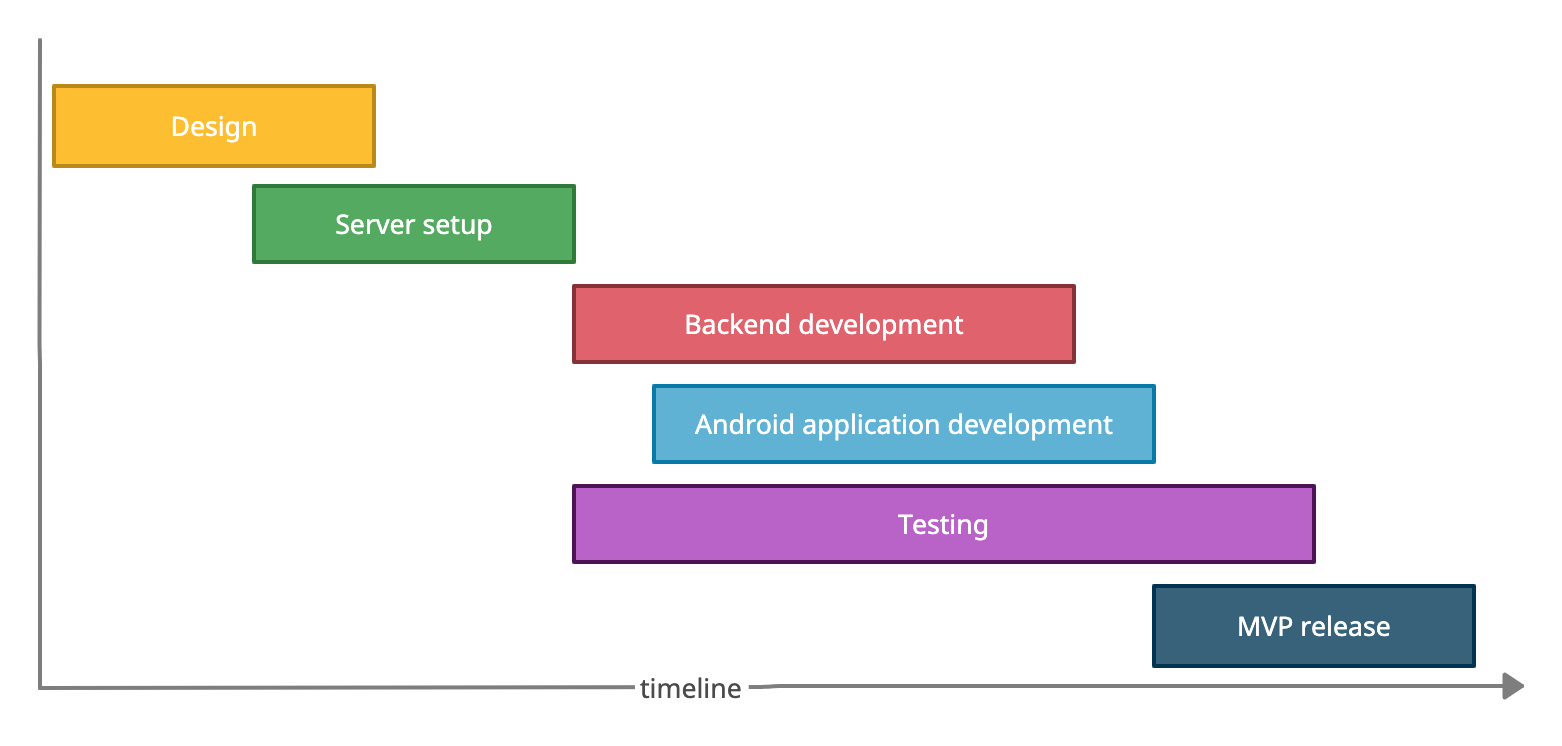 Design
Server setup
Backend development
Android application development
Testing
MVP release
timeline